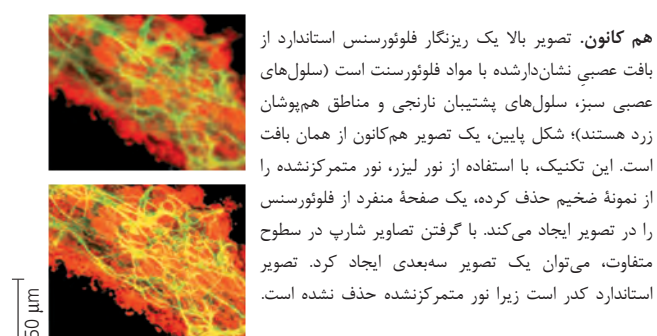 هم کانون. تصویر بالا یک ریزنگار فلوئورسنس استاندارد از
بافت عصبیِ نشان‌دارشده با مواد فلوئورسنت است (سلول‌های
عصبی سبز، سلول‌های پشتیبان نارنجی و مناطق هم‌پوشان
زرد هستند)؛ شکل پایین، یک تصویر هم‌کانون از همان بافت
است. این تکنیک، با استفاده از نور لیزر، نور متمرکزنشده را
از نمونهٔ ضخیم حذف کرده، یک صفحهٔ منفرد از فلوئورسنس
را در تصویر ایجاد می‌کند. با گرفتن تصاویر شارپ در سطوح
متفاوت، می‌توان یک تصویر سه‌بعدی ایجاد کرد. تصویر
استاندارد کدر است زیرا نور متمرکزنشده حذف نشده است.
50 µm